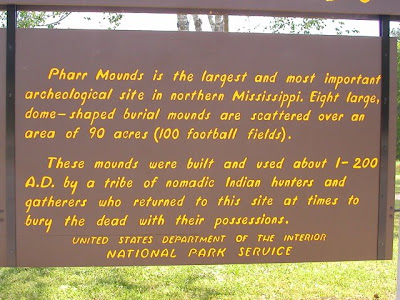 Pharr Mounds is the largest and most important
archeological site in northern Mississippi. Eight large,
dome-shaped burial mounds are scattered over an
area of 90 acres (100 football fields).
These mounds were built and used about 1-200
A.D. by a tribe of nomadic Indian hunters and
gatherers who returned to this site at times to
bury the dead with their possessions.
UNITED STATES DEPARTMENT OF THE INTERIOR
NATIONAL PARK SERVICE